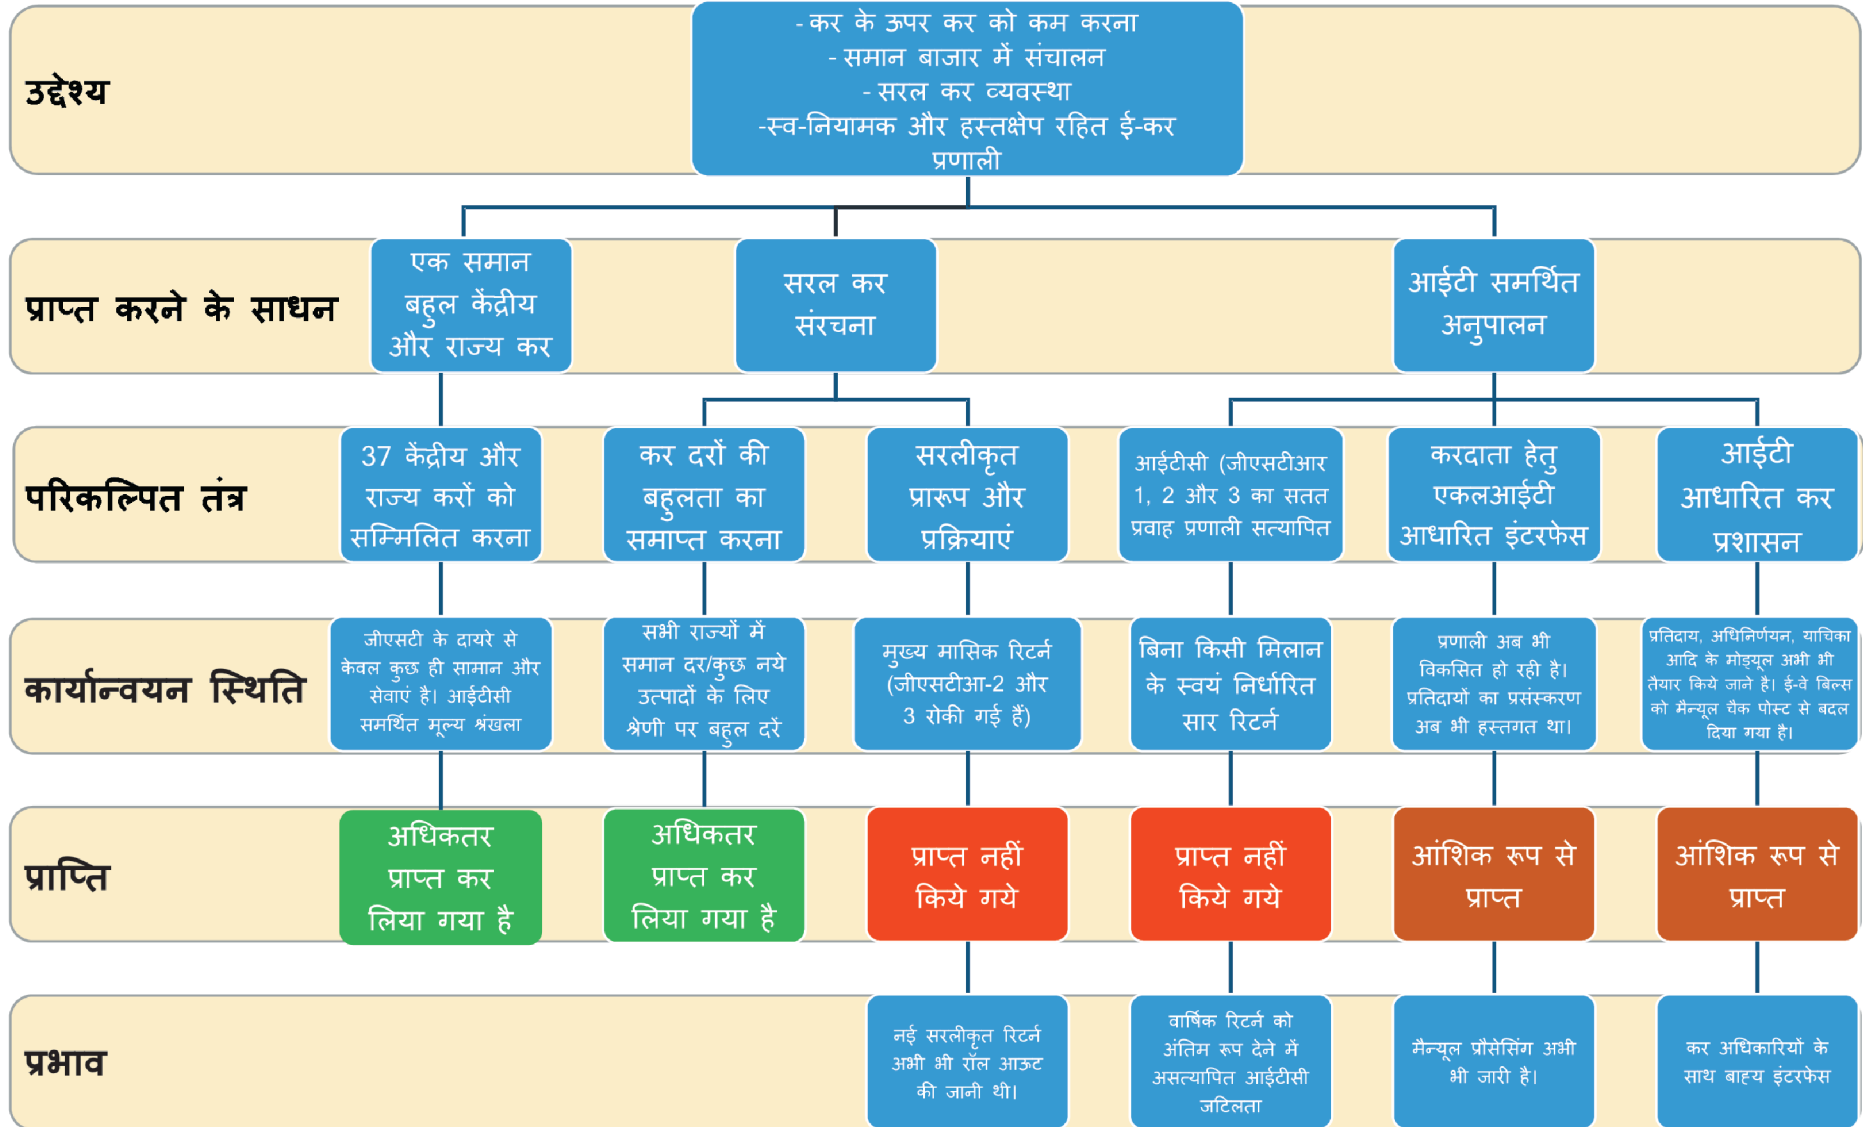 - कर के ऊपर कर को कम करना
- समान बाजार में संचालन
- सरल कर व्यवस्था
-स्व-नियामक और हस्तक्षेप रहित ई-कर
प्रणाली
उद्देश्य
प्राप्त करने के साधन
एक समान
बहुल केंद्रीय
और राज्य कर
सरल कर
संरचना
आईटी समर्थित
अनुपालन
परिकल्पित तंत्र
37 केंद्रीय और
राज्य करों को
सम्मिलित करना
कर दरों की
बहुलता का
समाप्त करना
सरलीकृत
प्रारूप और
प्रक्रियाएं
आईटीसी (जीएसटीआर
1, 2 और 3 का सतत
प्रवाह प्रणाली सत्यापित
करदाता हेतु
एकलआईटी
आधारित इंटरफेस
आईटी
आधारित कर
प्रशासन
कार्यान्वयन स्थिति
जीएसटी के दायरे से
केवल कुछ ही सामान और
सेवाएं है। आईटीसी
समर्थित मूल्य श्रंखला
सभी राज्यों में
समान दर/कुछ नये
उत्पादों के लिए
श्रेणी पर बहुल दरें
मुख्य मासिक रिटर्न
(जीएसटीआ-2 और
3 रोकी गई हैं)
बिना किसी मिलान
के स्वयं निर्धारित
सार रिटर्न
प्रणाली अब भी
विकसित हो रही है।
प्रतिदायों का प्रसंस्करण
अब भी हस्तगत था।
प्रतिदाय, अधिनिर्णयन, याचिका
आदि के मोड्यूल अभी भी
तैयार किये जाने है। ई-वे बिल्स
को मैन्यूल चैक पोस्ट से बदल
दिया गया है।
प्राप्ति
अधिकतर
प्राप्त कर
लिया गया है
अधिकतर
प्राप्त कर
लिया गया है
प्राप्त नहीं
किये गये
प्राप्त नहीं
किये गये
आंशिक रूप से
प्राप्त
आंशिक रूप से
प्राप्त
प्रभाव
नई सरलीकृत रिटर्न
अभी भी रॉल आऊट
की जानी थी।
वार्षिक रिटर्न को
अंतिम रूप देने में
असत्यापित आईटीसी
जटिलता
मैन्यूल प्रौसेसिंग अभी
भी जारी है।
कर अधिकारियों के
साथ बाह्य इंटरफेस